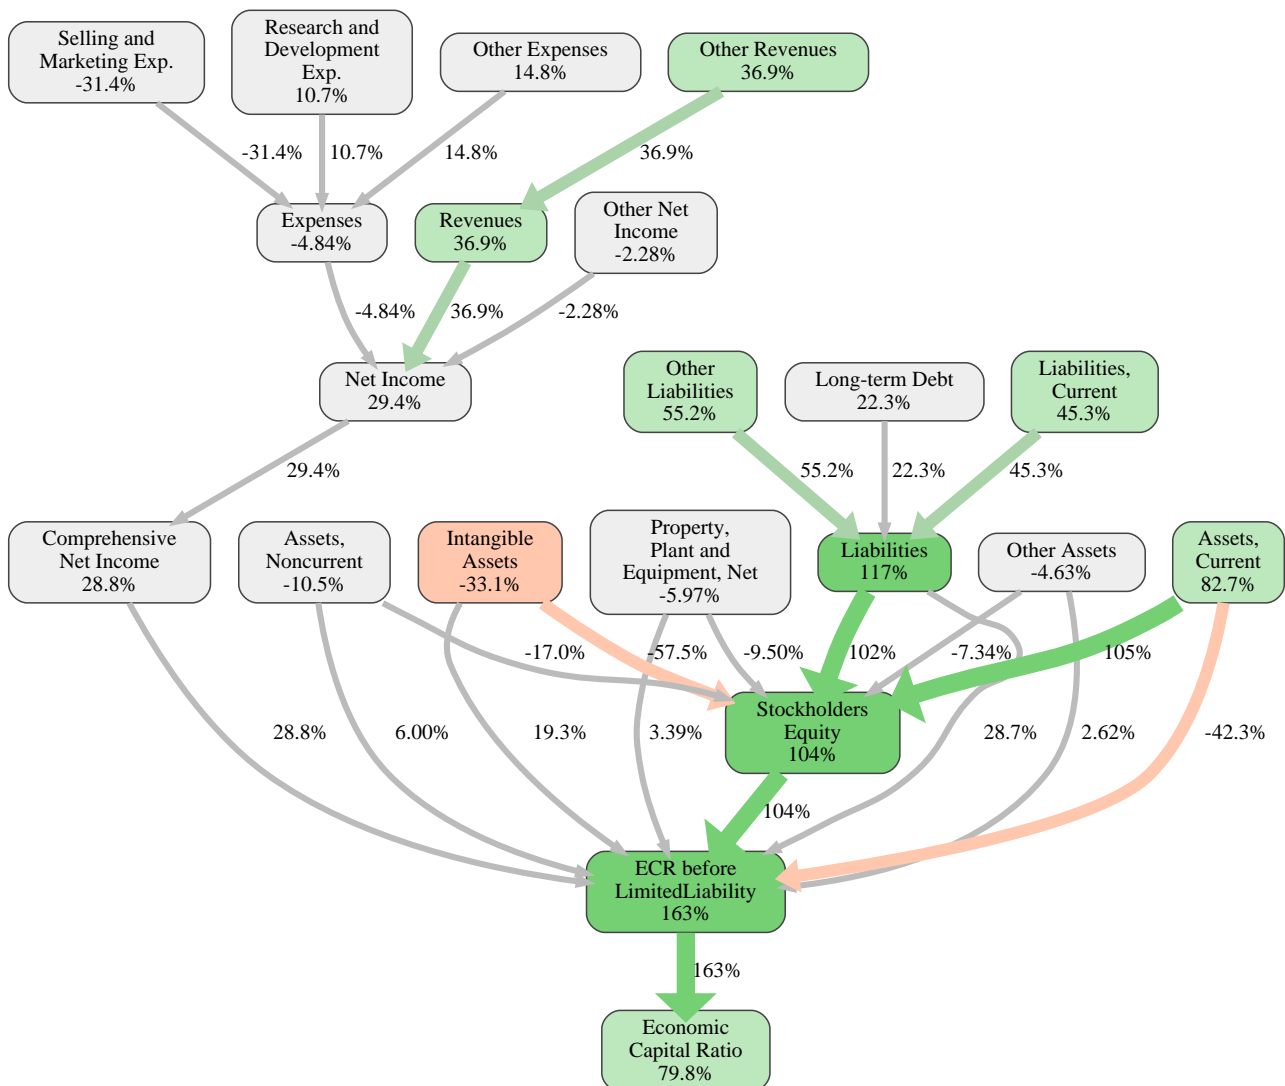 Selling and
Marketing Exp.
-31.4%
Research and
Development
Exp.
10.7%
Other Expenses
14.8%
Other Revenues
36.9%
-31.4%
10.7%
14.8%
36.9%
Expenses
-4.84%
Revenues
36.9%
Other Net
Income
-2.28%
-4.84%
36.9%
-2.28%
Net Income
29.4%
Other
Liabilities
55.2%
Long-term Debt
22.3%
Liabilities,
Current
45.3%
29.4%
55.2%
22.3%
45.3%
Comprehensive
Net Income
28.8%
Assets,
Noncurrent
-10.5%
Intangible
Assets
-33.1%
Property,
Plant and
Equipment, Net
-5.97%
Liabilities
117%
Other Assets
-4.63%
Assets,
Current
82.7%
-17.0%
-57.5%
-9.50%
102%
-7.34%
105%
Stockholders
Equity
104%
28.8%
6.00%
19.3%
3.39%
28.7%
2.62%
-42.3%
104%
ECR before
LimitedLiability
163%
163%
Economic
Capital Ratio
79.8%